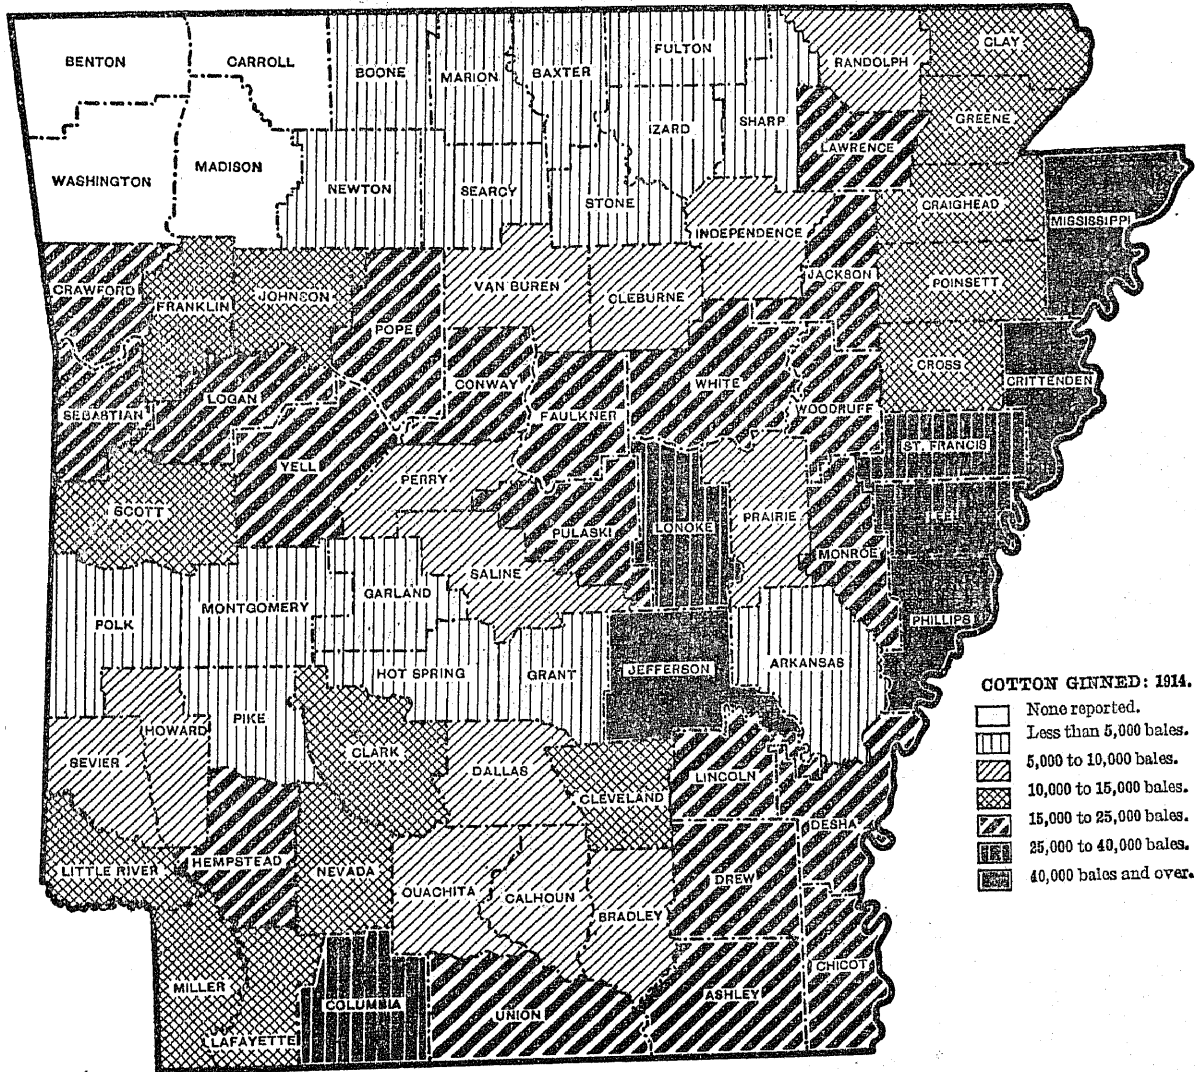 BENTON
CARROLL
BOONE
MARION
BAXTER
FULTON
RANDOLPH
CLAY
SHARP
IZARD
GREENE
LAWRENCE
WASHINGTON
MADISON
NEWTON
SEARCY
STONE
CRAIGHEAD
MISSISSIPPI
INDEPENDENCE
CRAWFORD
FRANKLIN
JOHNSON
VAN BUREN
CLEBURNE
JACKSON
POINSETT
POPE
SEBASTIAN
LOGAN
CONWAY
FAULKNER
WHITE
WOODRUFF
CROSS
CRITTENDEN
ST. FRANCIS
YELL
PERRY
SCOTT
PULASKI
LONOKE
PRAIRIE
LEE
MONROE
SALINE
GARLAND
MONTGOMERY
POLK
PHILLIPS
HOT SPRING
GRANT
JEFFERSON
ARKANSAS
PIKE
HOWARD
SEVIER
CLARK
DALLAS
CLEVELAND
LINCOLN
DESHA
LITTLE RIVER
HEMPSTEAD
NEVADA
OUACHITA
CALHOUN
BRADLEY
DREW
CHICOT
MILLER
LAFAYETTE
COLUMBIA
UNION
ASHLEY
COTTON GINNED: 1914.
None reported.
Less than 5,000 bales.
5,000 to 10,000 bales.
10,000 to 15,000 bales.
15,000 to 25,000 bales.
25,000 to 40,000 bales.
40,000 bales and over.